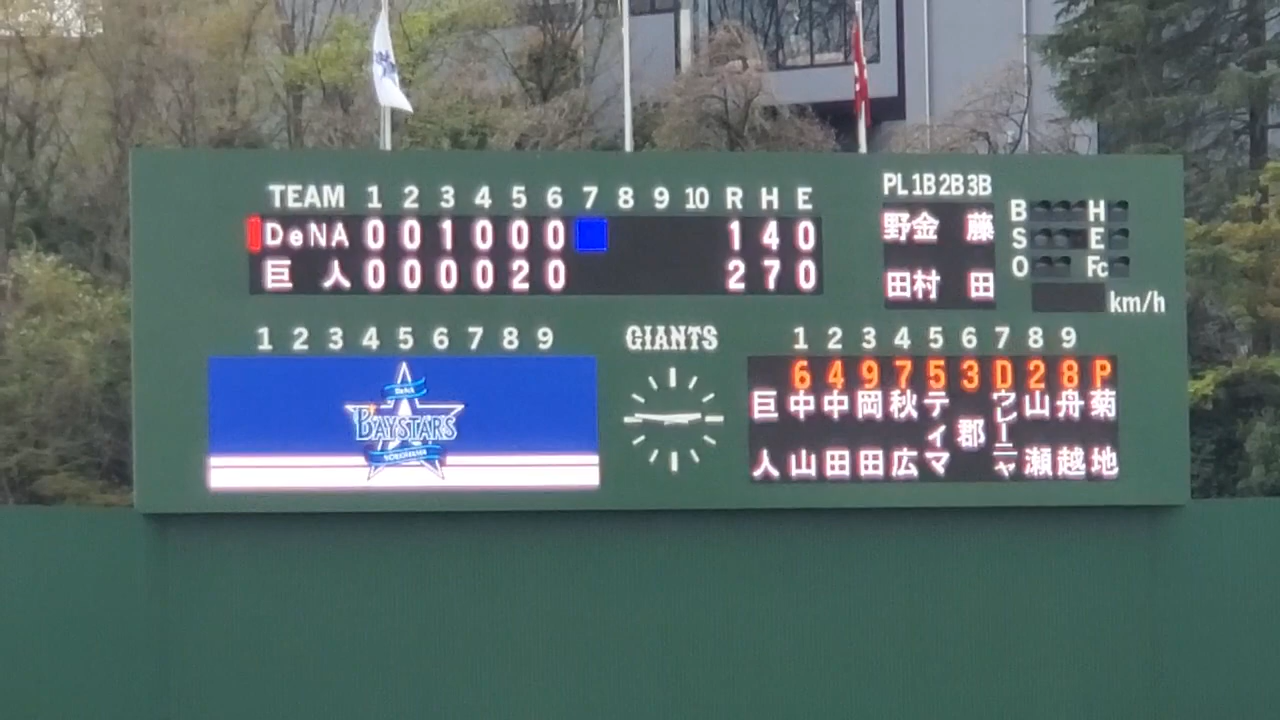 TEAM 1 2 3 4 5 6 7 8 9 10 R H E
DeNA 0 0 1 0 0 0 1 4 0
巨人 0 0 0 0 2 0 2 7 0
PL 1B 2B 3B
野田 金村 藤田
B H
S E
O Fc
km/h
1 2 3 4 5 6 7 8 9
DeNA
BAYSTARS
YOKOHAMA
GIANTS
1 2 3 4 5 6 7 8 9
6 4 9 7 5 3 D 2 8 P
巨人 中山 中田 岡田 秋広 ティマ 郡 ウレーニャ 山瀬 舟越 菊地